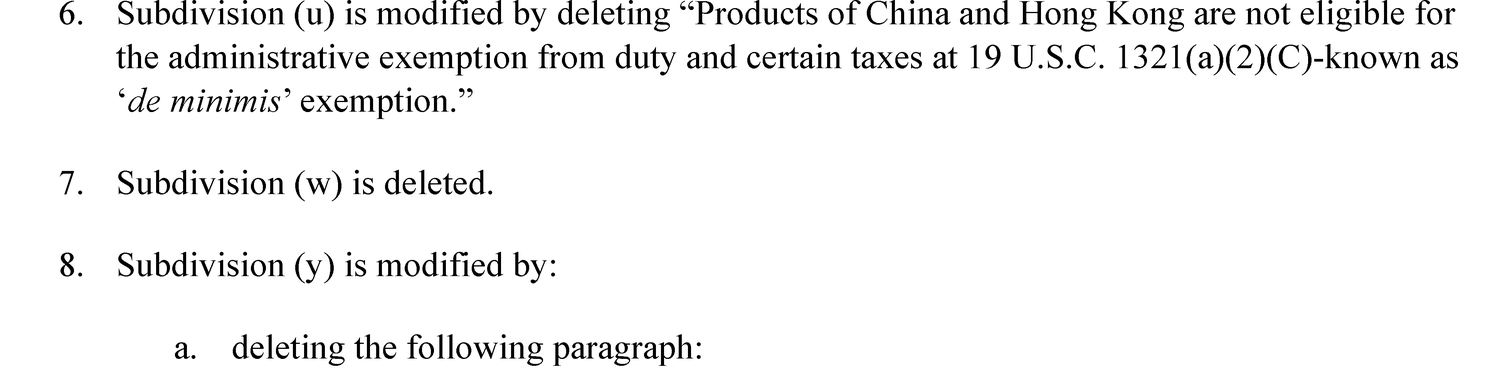 6. Subdivision (u) is modified by deleting “Products of China and Hong Kong are not eligible for
the administrative exemption from duty and certain taxes at 19 U.S.C. 1321(a)(2)(C)-known as
‘de minimis’ exemption.”
7. Subdivision (w) is deleted.
8. Subdivision (y) is modified by:
a. deleting the following paragraph: